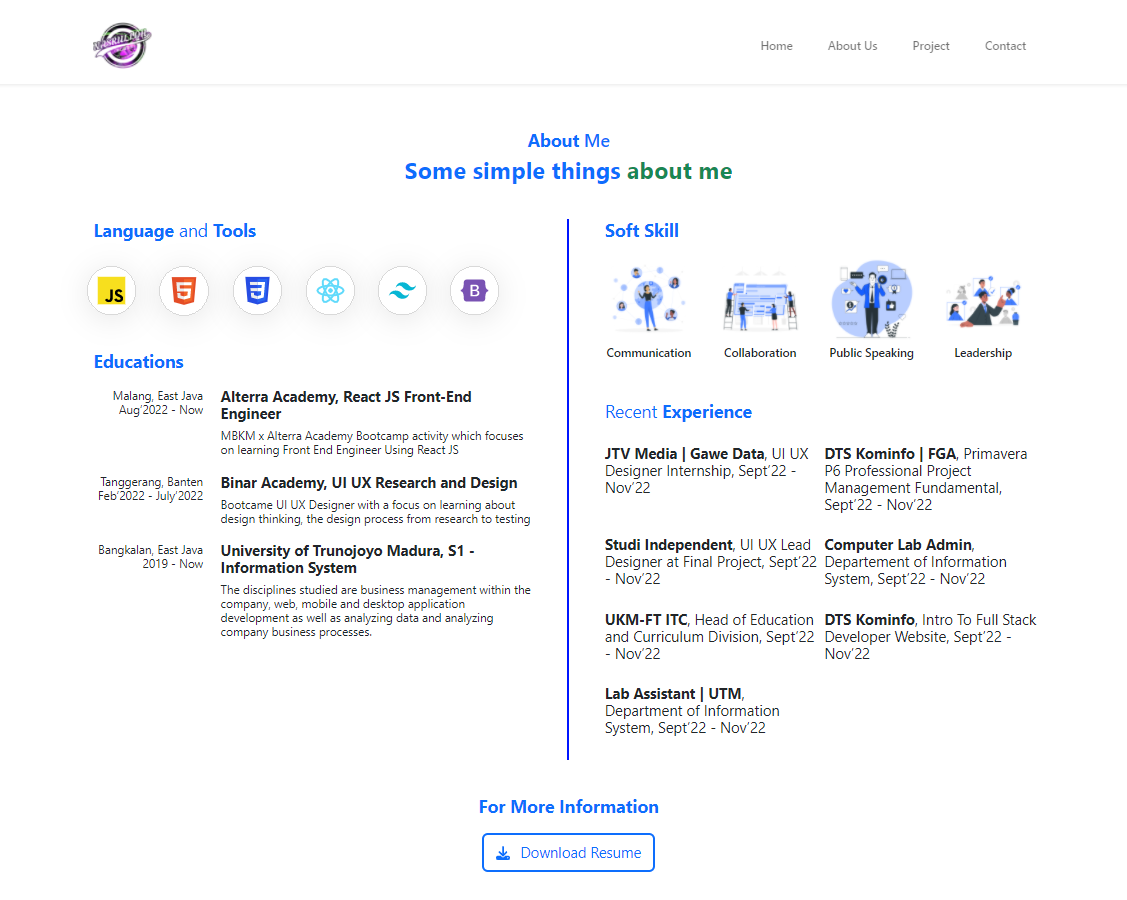 Home
About Us
Project
Contact
About Me
Some simple things about me
Language and Tools
JS
B
Educations
Malang, East Java
Aug'2022 - Now
Alterra Academy, React JS Front-End
Engineer
MBKM x Alterra Academy Bootcamp activity which focuses
on learning Front End Engineer Using React JS
Tanggerang, Banten
Feb'2022 - July'2022
Binar Academy, UI UX Research and Design
Bootcame UI UX Designer with a focus on learning about
design thinking, the design process from research to testing
Bangkalan, East Java
2019 - Now
University of Trunojoyo Madura, S1 -
Information System
The disciplines studied are business management within the
company, web, mobile and desktop application
development as well as analyzing data and analyzing
company business processes.
Soft Skill
Communication
Collaboration
Public Speaking
Leadership
Recent Experience
JTV Media | Gawe Data, UI UX
Designer Internship, Sept'22 -
Nov'22
DTS Kominfo | FGA, Primavera
P6 Professional Project
Management Fundamental,
Sept'22 - Nov'22
Studi Independent, UI UX Lead
Designer at Final Project, Sept'22
- Nov'22
Computer Lab Admin,
Departement of Information
System, Sept'22 - Nov'22
UKM-FT ITC, Head of Education
and Curriculum Division, Sept'22
- Nov'22
DTS Kominfo, Intro To Full Stack
Developer Website, Sept'22 -
Nov'22
Lab Assistant | UTM,
Department of Information
System, Sept'22 - Nov'22
For More Information
Download Resume